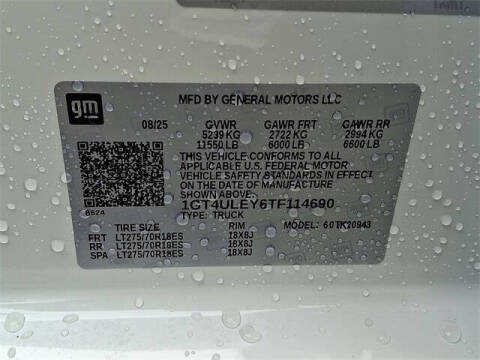 gm
MFD BY GENERAL MOTORS LLC
08/25 GVWR GAWR FRT GAWR RR
5239 KG 2722 KG 2994 KG
11550 LB 6000 LB 6600 LB
THIS VEHICLE CONFORMS TO ALL
APPLICABLE U.S. FEDERAL MOTOR
VEHICLE SAFETY STANDARDS IN EFFECT
ON THE DATE OF MANUFACTURE SHOWN ABOVE.
1GT4ULEY6TF114690
BB24 TYPE: TRUCK MODEL: 60TK20943
TIRE SIZE RIM
FRT LT275/70R18ES 18X8J
RR LT275/70R18ES 18X8J
SPA LT275/70R18ES 18X8J